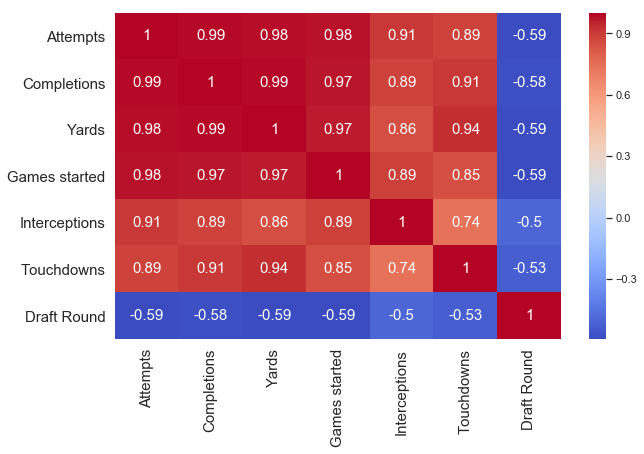 Attempts 1 0.99 0.98 0.98 0.91 0.89 -0.59
Completions 0.99 1 0.99 0.97 0.89 0.91 -0.58
Yards 0.98 0.99 1 0.97 0.86 0.94 -0.59
Games started 0.98 0.97 0.97 1 0.89 0.85 -0.59
Interceptions 0.91 0.89 0.86 0.89 1 0.74 -0.5
Touchdowns 0.89 0.91 0.94 0.85 0.74 1 -0.53
Draft Round -0.59 -0.58 -0.59 -0.59 -0.5 -0.53 1
Attempts
Completions
Yards
Games started
Interceptions
Touchdowns
Draft Round
0.9
0.6
0.3
0.0
−0.3